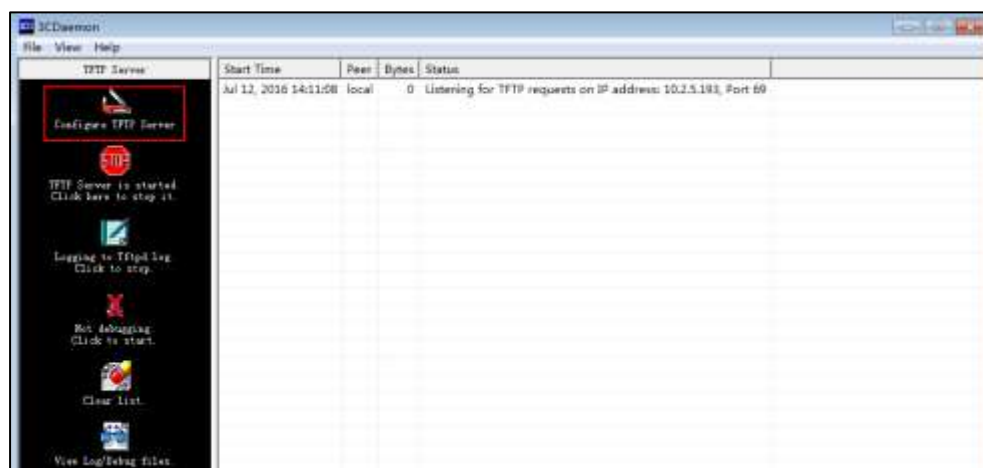 3CDaemon
File View Help
TFTP Server
Start Time Peer Bytes Status
Jul 12, 2016 14:11:08 local 0 Listening for TFTP requests on IP address: 10.2.5.193, Port 69
Configure TFTP Server
STOP
TFTP Server is started.
Click here to stop it.
Logging to Tftpd.log
Click to stop.
Not debugging
Click to start.
Clear list.
View Log/Debug files